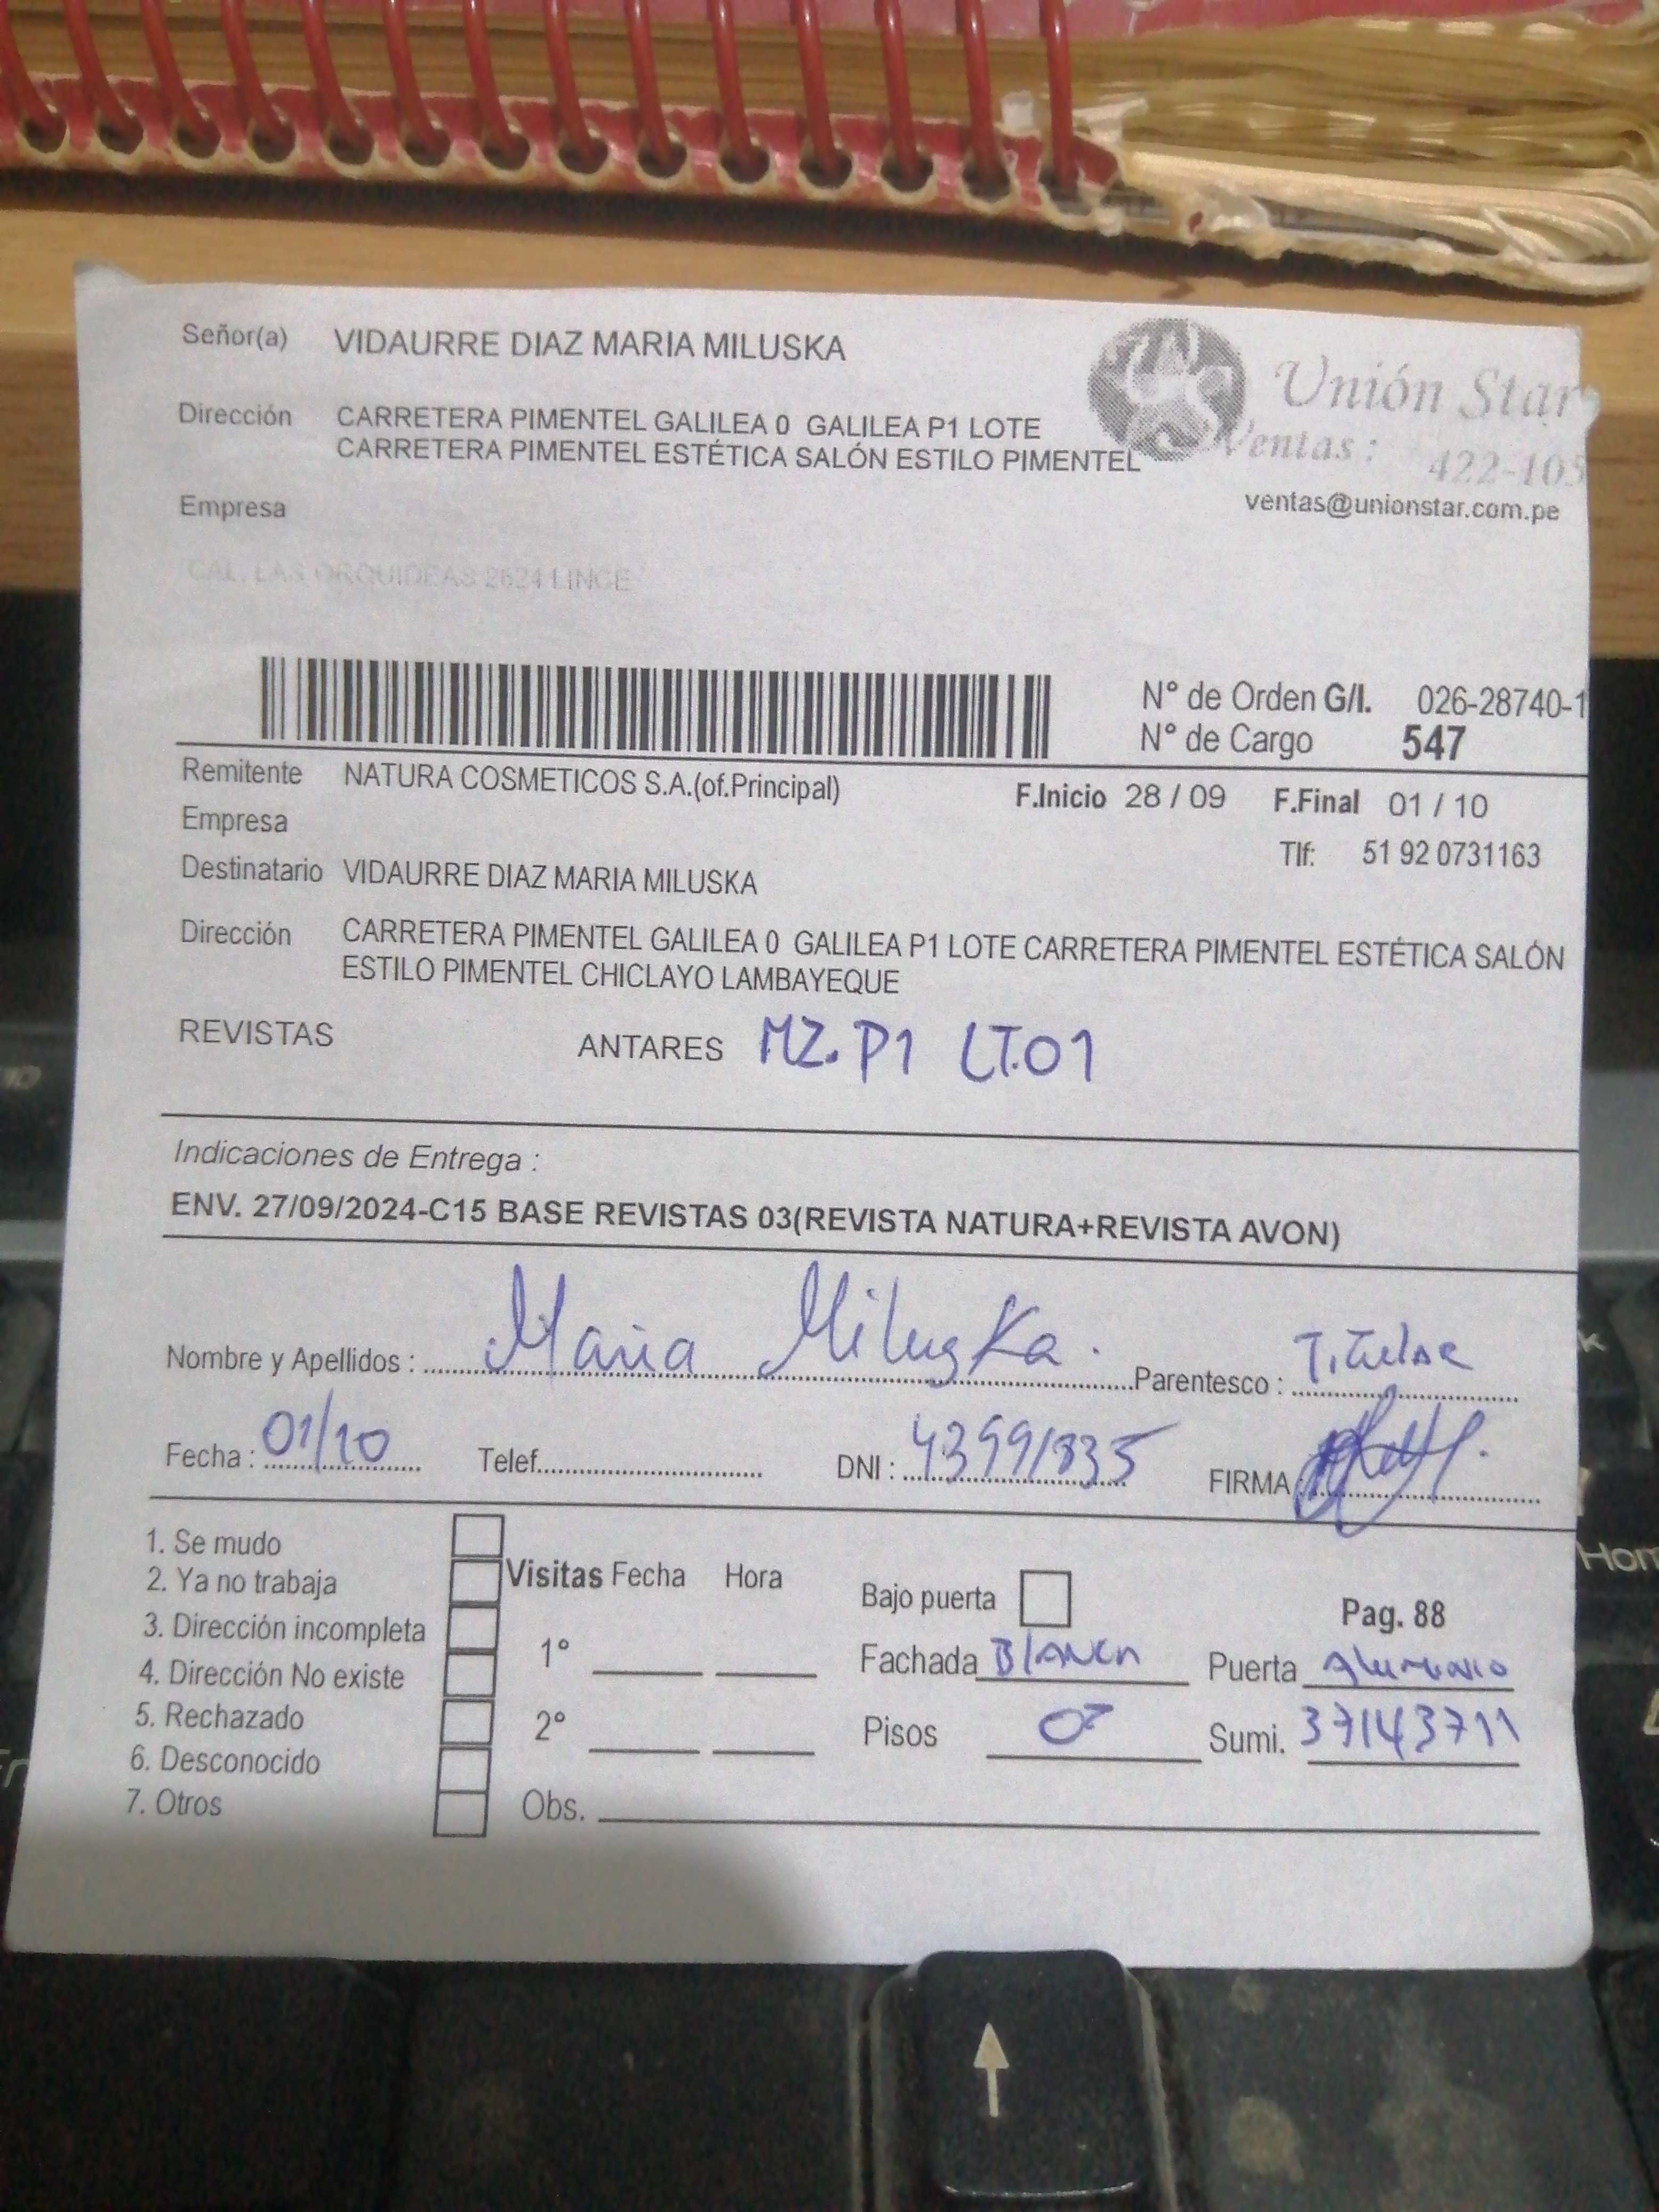 Señor(a) VIDAURRE DIAZ MARIA MILUSKA
Unión Star
Dirección CARRETERA PIMENTEL GALILEA 0 GALILEA P1 LOTE
CARRETERA PIMENTEL ESTÉTICA SALÓN ESTILO PIMENTEL
Ventas :
422-105
Empresa
ventas@unionstar.com.pe
CAL. LAS ORQUIDEAS 2624 LINCE
N° de Orden G/I. 026-28740-1
N° de Cargo 547
Remitente NATURA COSMETICOS S.A.(of.Principal) F.Inicio 28 / 09 F.Final 01 / 10
Empresa
Tlf: 51 92 0731163
Destinatario VIDAURRE DIAZ MARIA MILUSKA
Dirección CARRETERA PIMENTEL GALILEA 0 GALILEA P1 LOTE CARRETERA PIMENTEL ESTÉTICA SALÓN
ESTILO PIMENTEL CHICLAYO LAMBAYEQUE
REVISTAS ANTARES MZ. P1 LT.01
Indicaciones de Entrega :
ENV. 27/09/2024-C15 BASE REVISTAS 03(REVISTA NATURA+REVISTA AVON)
Nombre y Apellidos : Maria Miluska. Parentesco : Titular
Fecha : 01/10 Telef. DNI : 43991835 FIRMA
1. Se mudo
2. Ya no trabaja
3. Dirección incompleta
4. Dirección No existe
5. Rechazado
6. Desconocido
7. Otros
Visitas Fecha Hora
1°
2°
Obs.
Bajo puerta
Pag. 88
Fachada Blanca Puerta Aluminio
Pisos Sumi. 37143711
Home